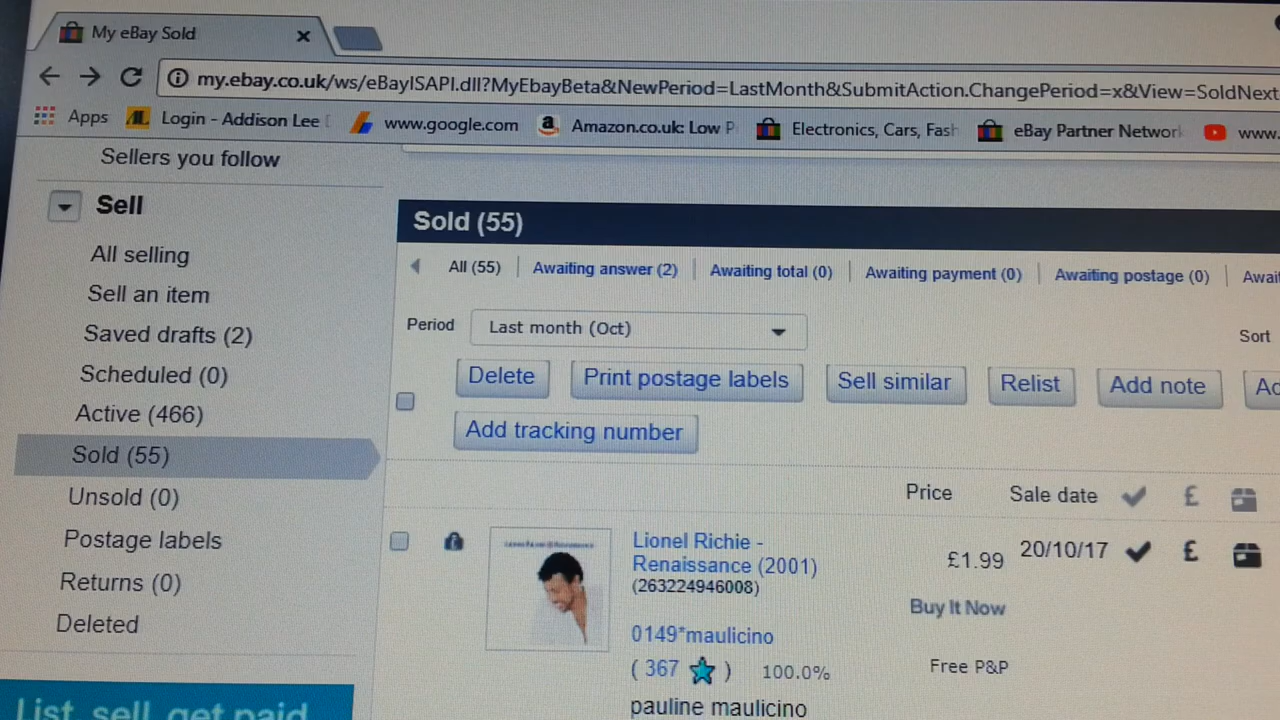 My eBay Sold
my.ebay.co.uk/ws/eBayISAPI.dll?MyEbayBeta&NewPeriod=LastMonth&SubmitAction.ChangePeriod=x&View=SoldNext
Apps Login - Addison Lee www.google.com Amazon.co.uk: Low P Electronics, Cars, Fash eBay Partner Network www.
Sellers you follow
Sell
All selling
Sell an item
Saved drafts (2)
Scheduled (0)
Active (466)
Sold (55)
Unsold (0)
Postage labels
Returns (0)
Deleted
List, sell, get paid
Sold (55)
All (55) Awaiting answer (2) Awaiting total (0) Awaiting payment (0) Awaiting postage (0) Await
Period Last month (Oct) Sort
Delete Print postage labels Sell similar Relist Add note
Add tracking number
Price Sale date £
Lionel Richie - 
Renaissance (2001)
(263224946008)
£1.99 20/10/17 £
Buy It Now
0149*maulicino
(367 ) 100.0%
Free P&P
pauline maulicino